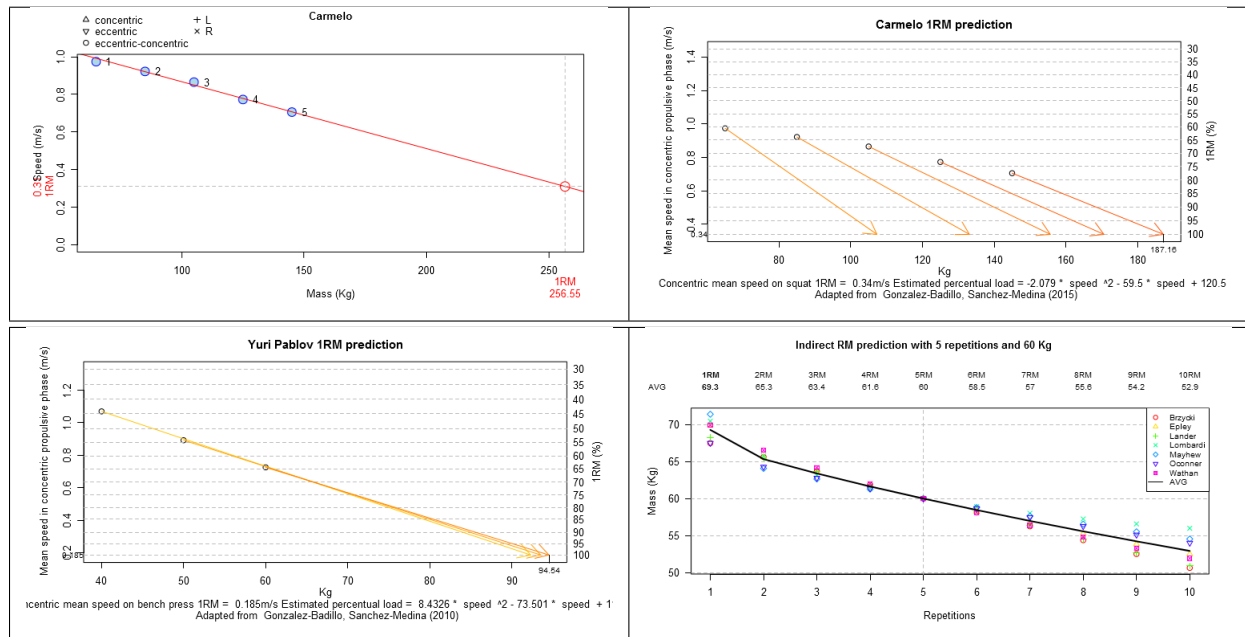 Carmelo
concentric
eccentric
eccentric-concentric
L
R
1.0
0.8
0.6
0.4
0.2
0.0
Speed (m/s)
1RM
1
2
3
4
5
100
150
200
250
Mass (Kg)
1RM
256.55
Carmelo 1RM prediction
Mean speed in concentric propulsive phase (m/s)
1.4
1.2
1.0
0.8
0.6
0.4
0.34
30
35
40
45
50
55
60
65
70
75
80
85
90
95
100
1RM (%)
80
100
120
140
160
180
187.16
Kg
Concentric mean speed on squat 1RM = 0.34m/s Estimated percentual load = -2.079 * speed ^2 - 59.5 * speed + 120.5
Adapted from Gonzalez-Badillo, Sanchez-Medina (2015)
Yuri Pablov 1RM prediction
Mean speed in concentric propulsive phase (m/s)
1.2
1.0
0.8
0.6
0.4
0.2
0.185
30
35
40
45
50
55
60
65
70
75
80
85
90
95
100
1RM (%)
40
50
60
70
80
90
94.54
Kg
centric mean speed on bench press 1RM = 0.185m/s Estimated percentual load = 8.4326 * speed ^2 - 73.501 * speed + 1
Adapted from Gonzalez-Badillo, Sanchez-Medina (2010)
Indirect RM prediction with 5 repetitions and 60 Kg
1RM 2RM 3RM 4RM 5RM 6RM 7RM 8RM 9RM 10RM
AVG 69.3 65.3 63.4 61.6 60 58.5 57 55.6 54.2 52.9
Brzycki
Epley
Lander
Lombardi
Mayhew
Oconner
Wathan
AVG
Mass (Kg)
70
65
60
55
50
1 2 3 4 5 6 7 8 9 10
Repetitions